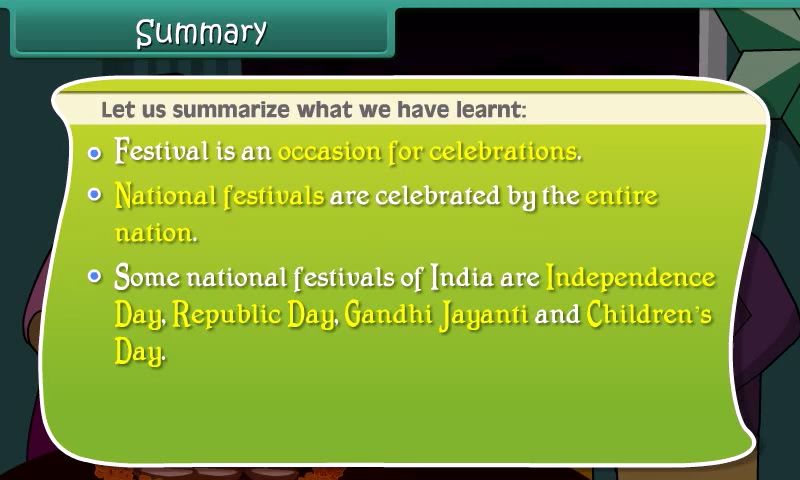 Summary
Let us summarize what we have learnt:
Festival is an occasion for celebrations.
National festivals are celebrated by the entire
nation.
Some national festivals of India are Independence
Day, Republic Day, Gandhi Jayanti and Children's
Day.